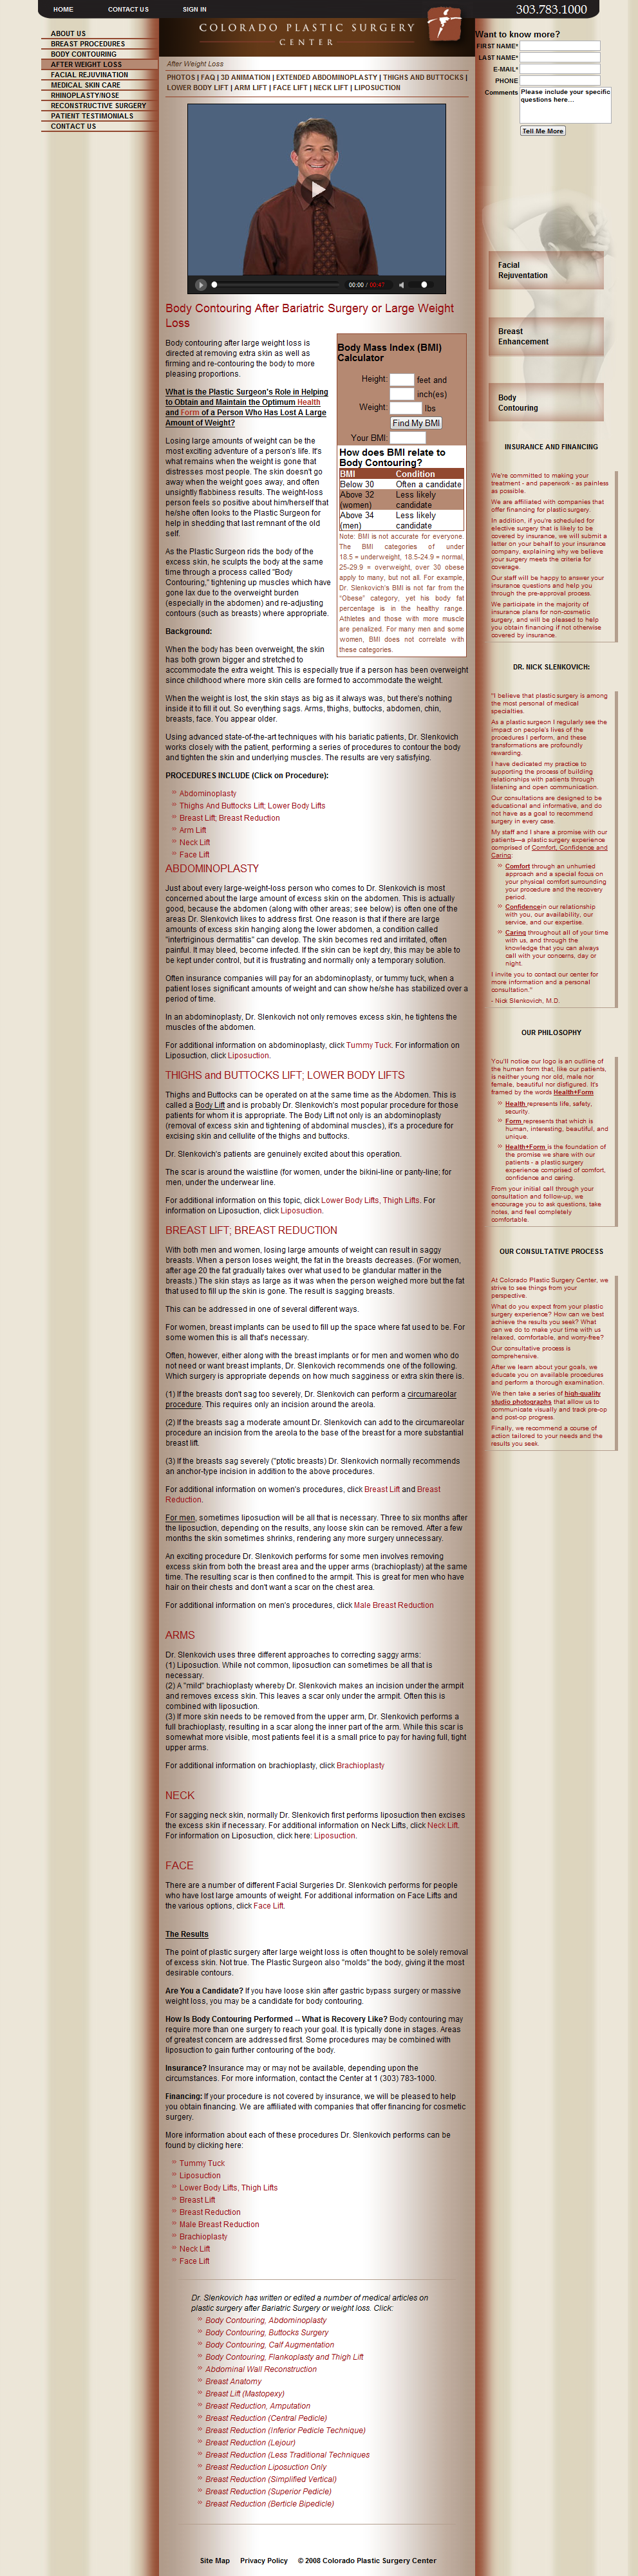 HOME CONTACT US SIGN IN
303.783.1000
COLORADO PLASTIC SURGERY
CENTER
ABOUT US
BREAST PROCEDURES
BODY CONTOURING
AFTER WEIGHT LOSS
FACIAL REJUVINATION
MEDICAL SKIN CARE
RHINOPLASTY/NOSE
RECONSTRUCTIVE SURGERY
PATIENT TESTIMONIALS
CONTACT US
After Weight Loss
PHOTOS | FAQ | 3D ANIMATION | EXTENDED ABDOMINOPLASTY | THIGHS AND BUTTOCKS |
LOWER BODY LIFT | ARM LIFT | FACE LIFT | NECK LIFT | LIPOSUCTION
00:00 / 00:47
Body Contouring After Bariatric Surgery or Large Weight
Loss
Body contouring after large weight loss is
directed at removing extra skin as well as
firming and re-contouring the body to more
pleasing proportions.
What is the Plastic Surgeon's Role in Helping
to Obtain and Maintain the Optimum Health
and Form of a Person Who Has Lost A Large
Amount of Weight?
Losing large amounts of weight can be the
most exciting adventure of a person's life. It's
what remains when the weight is gone that
distresses most people. The skin doesn't go
away when the weight goes away, and often
unsightly flabbiness results. The weight-loss
person feels so positive about him/herself that
he/she often looks to the Plastic Surgeon for
help in shedding that last remnant of the old
self.
As the Plastic Surgeon rids the body of the
excess skin, he sculpts the body at the same
time through a process called "Body
Contouring," tightening up muscles which have
gone lax due to the overweight burden
(especially in the abdomen) and re-adjusting
contours (such as breasts) where appropriate.
Background:
When the body has been overweight, the skin
has both grown bigger and stretched to
accommodate the extra weight. This is especially true if a person has been overweight
since childhood where more skin cells are formed to accommodate the weight.
When the weight is lost, the skin stays as big as it always was, but there's nothing
inside it to fill it out. So everything sags. Arms, thighs, buttocks, abdomen, chin,
breasts, face. You appear older.
Using advanced state-of-the-art techniques with his bariatic patients, Dr. Slenkovich
works closely with the patient, performing a series of procedures to contour the body
and tighten the skin and underlying muscles. The results are very satisfying.
PROCEDURES INCLUDE (Click on Procedure):
Abdominoplasty
Thighs And Buttocks Lift; Lower Body Lifts
Breast Lift; Breast Reduction
Arm Lift
Neck Lift
Face Lift
Body Mass Index (BMI)
Calculator
Height: feet and
inch(es)
Weight: lbs
Find My BMI
Your BMI:
How does BMI relate to
Body Contouring?
BMI Condition
Below 30 Often a candidate
Above 32 Less likely
(women) candidate
Above 34 Less likely
(men) candidate
Note: BMI is not accurate for everyone.
The BMI categories of under
18.5 = underweight, 18.5-24.9 = normal,
25-29.9 = overweight, over 30 obese
apply to many, but not all. For example,
Dr. Slenkovich's BMI is not far from the
"Obese" category, yet his body fat
percentage is in the healthy range.
Athletes and those with more muscle
are penalized. For many men and some
women, BMI does not correlate with
these categories.
ABDOMINOPLASTY
Just about every large-weight-loss person who comes to Dr. Slenkovich is most
concerned about the large amount of excess skin on the abdomen. This is actually
good, because the abdomen (along with other areas; see below) is often one of the
areas Dr. Slenkovich likes to address first. One reason is that if there are large
amounts of excess skin hanging along the lower abdomen, a condition called
"intertriginous dermatitis" can develop. The skin becomes red and irritated, often
painful. It may bleed, become infected. If the skin can be kept dry, this may be able to
be kept under control, but it is frustrating and normally only a temporary solution.
Often insurance companies will pay for an abdominoplasty, or tummy tuck, when a
patient loses significant amounts of weight and can show he/she has stabilized over a
period of time.
In an abdominoplasty, Dr. Slenkovich not only removes excess skin, he tightens the
muscles of the abdomen.
For additional information on abdominoplasty, click Tummy Tuck. For information on
Liposuction, click Liposuction.
THIGHS and BUTTOCKS LIFT; LOWER BODY LIFTS
Thighs and Buttocks can be operated on at the same time as the Abdomen. This is
called a Body Lift and is probably Dr. Slenkovich's most popular procedure for those
patients for whom it is appropriate. The Body Lift not only is an abdominoplasty
(removal of excess skin and tightening of abdominal muscles), it's a procedure for
excising skin and cellulite of the thighs and buttocks.
Dr. Slenkovich's patients are genuinely excited about this operation.
The scar is around the waistline (for women, under the bikini-line or panty-line; for
men, under the underwear line.
For additional information on this topic, click Lower Body Lifts, Thigh Lifts. For
information on Liposuction, click Liposuction.
BREAST LIFT; BREAST REDUCTION
With both men and women, losing large amounts of weight can result in saggy
breasts. When a person loses weight, the fat in the breasts decreases. (For women,
after age 20 the fat gradually takes over what used to be glandular matter in the
breasts.) The skin stays as large as it was when the person weighed more but the fat
that used to fill up the skin is gone. The result is sagging breasts.
This can be addressed in one of several different ways.
For women, breast implants can be used to fill up the space where fat used to be. For
some women this is all that's necessary.
Often, however, either along with the breast implants or for men and women who do
not need or want breast implants, Dr. Slenkovich recommends one of the following.
Which surgery is appropriate depends on how much sagginess or extra skin there is.
(1) If the breasts don't sag too severely, Dr. Slenkovich can perform a circumareolar
procedure. This requires only an incision around the areola.
(2) If the breasts sag a moderate amount Dr. Slenkovich can add to the circumareolar
procedure an incision from the areola to the base of the breast for a more substantial
breast lift.
(3) If the breasts sag severely ("ptotic breasts) Dr. Slenkovich normally recommends
an anchor-type incision in addition to the above procedures.
For additional information on women's procedures, click Breast Lift and Breast
Reduction.
For men, sometimes liposuction will be all that is necessary. Three to six months after
the liposuction, depending on the results, any loose skin can be removed. After a few
months the skin sometimes shrinks, rendering any more surgery unnecessary.
An exciting procedure Dr. Slenkovich performs for some men involves removing
excess skin from both the breast area and the upper arms (brachioplasty) at the same
time. The resulting scar is then confined to the armpit. This is great for men who have
hair on their chests and don't want a scar on the chest area.
For additional information on men's procedures, click Male Breast Reduction
ARMS
Dr. Slenkovich uses three different approaches to correcting saggy arms:
(1) Liposuction. While not common, liposuction can sometimes be all that is
necessary.
(2) A "mild" brachioplasty whereby Dr. Slenkovich makes an incision under the armpit
and removes excess skin. This leaves a scar only under the armpit. Often this is
combined with liposuction.
(3) If more skin needs to be removed from the upper arm, Dr. Slenkovich performs a
full brachioplasty, resulting in a scar along the inner part of the arm. While this scar is
somewhat more visible, most patients feel it is a small price to pay for having full, tight
upper arms.
For additional information on brachioplasty, click Brachioplasty
NECK
For sagging neck skin, normally Dr. Slenkovich first performs liposuction then excises
the excess skin if necessary. For additional information on Neck Lifts, click Neck Lift.
For information on Liposuction, click here: Liposuction.
FACE
There are a number of different Facial Surgeries Dr. Slenkovich performs for people
who have lost large amounts of weight. For additional information on Face Lifts and
the various options, click Face Lift.
The Results
The point of plastic surgery after large weight loss is often thought to be solely removal
of excess skin. Not true. The Plastic Surgeon also "molds" the body, giving it the most
desirable contours.
Are You a Candidate? If you have loose skin after gastric bypass surgery or massive
weight loss, you may be a candidate for body contouring.
How Is Body Contouring Performed -- What is Recovery Like? Body contouring may
require more than one surgery to reach your goal. It is typically done in stages. Areas
of greatest concern are addressed first. Some procedures may be combined with
liposuction to gain further contouring of the body.
Insurance? Insurance may or may not be available, depending upon the
circumstances. For more information, contact the Center at 1 (303) 783-1000.
Financing: If your procedure is not covered by insurance, we will be pleased to help
you obtain financing. We are affiliated with companies that offer financing for cosmetic
surgery.
More information about each of these procedures Dr. Slenkovich performs can be
found by clicking here:
Tummy Tuck
Liposuction
Lower Body Lifts, Thigh Lifts
Breast Lift
Breast Reduction
Male Breast Reduction
Brachioplasty
Neck Lift
Face Lift
Dr. Slenkovich has written or edited a number of medical articles on
plastic surgery after Bariatric Surgery or weight loss. Click:
Body Contouring, Abdominoplasty
Body Contouring, Buttocks Surgery
Body Contouring, Calf Augmentation
Body Contouring, Flankoplasty and Thigh Lift
Abdominal Wall Reconstruction
Breast Anatomy
Breast Lift (Mastopexy)
Breast Reduction, Amputation
Breast Reduction (Central Pedicle)
Breast Reduction (Inferior Pedicle Technique)
Breast Reduction (Lejour)
Breast Reduction (Less Traditional Techniques
Breast Reduction Liposuction Only
Breast Reduction (Simplified Vertical)
Breast Reduction (Superior Pedicle)
Breast Reduction (Berticle Bipedicle)
Want to know more?
FIRST NAME*
LAST NAME*
E-MAIL*
PHONE
Comments Please include your specific
questions here...
Tell Me More
Facial
Rejuventation
Breast
Enhancement
Body
Contouring
INSURANCE AND FINANCING
We're committed to making your
treatment - and paperwork - as painless
as possible.
We are affiliated with companies that
offer financing for plastic surgery.
In addition, if you're scheduled for
elective surgery that is likely to be
covered by insurance, we will submit a
letter on your behalf to your insurance
company, explaining why we believe
your surgery meets the criteria for
coverage.
Our staff will be happy to answer your
insurance questions and help you
through the pre-approval process.
We participate in the majority of
insurance plans for non-cosmetic
surgery, and will be pleased to help
you obtain financing if not otherwise
covered by insurance.
DR. NICK SLENKOVICH:
"I believe that plastic surgery is among
the most personal of medical
specialties.
As a plastic surgeon I regularly see the
impact on people's lives of the
procedures I perform, and these
transformations are profoundly
rewarding.
I have dedicated my practice to
supporting the process of building
relationships with patients through
listening and open communication.
Our consultations are designed to be
educational and informative, and do
not have as a goal to recommend
surgery in every case.
My staff and I share a promise with our
patients—a plastic surgery experience
comprised of Comfort, Confidence and
Caring:
Comfort through an unhurried
approach and a special focus on
your physical comfort surrounding
your procedure and the recovery
period.
Confidence in our relationship
with you, our availability, our
service, and our expertise.
Caring throughout all of your time
with us, and through the
knowledge that you can always
call with your concerns, day or
night.
I invite you to contact our center for
more information and a personal
consultation."
- Nick Slenkovich, M.D.
OUR PHILOSOPHY
You'll notice our logo is an outline of
the human form that, like our patients,
is neither young nor old, male nor
female, beautiful nor disfigured. It's
framed by the words Health+Form
Health represents life, safety,
security.
Form represents that which is
human, interesting, beautiful, and
unique.
Health+Form is the foundation of
the promise we share with our
patients - a plastic surgery
experience comprised of comfort,
confidence and caring.
From your initial call through your
consultation and follow-up, we
encourage you to ask questions, take
notes, and feel completely
comfortable.
OUR CONSULTATIVE PROCESS
At Colorado Plastic Surgery Center, we
strive to see things from your
perspective.
What do you expect from your plastic
surgery experience? How can we best
achieve the results you seek? What
can we do to make your time with us
relaxed, comfortable, and worry-free?
Our consultative process is
comprehensive.
After we learn about your goals, we
educate you on available procedures
and perform a thorough examination.
We then take a series of high-quality
studio photographs that allow us to
communicate visually and track pre-op
and post-op progress.
Finally, we recommend a course of
action tailored to your needs and the
results you seek.
Site Map Privacy Policy © 2008 Colorado Plastic Surgery Center